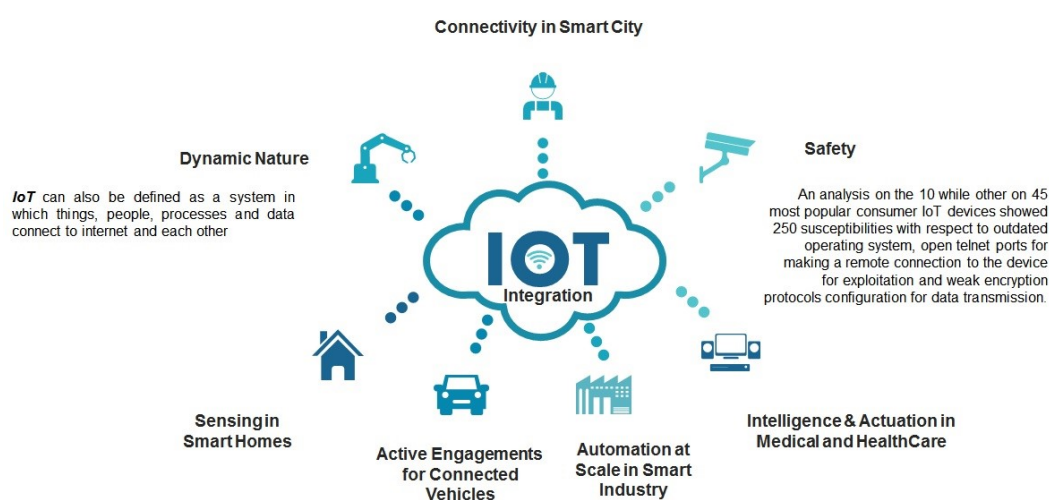 Connectivity in Smart City
Dynamic Nature
IoT can also be defined as a system in
which things, people, processes and data
connect to internet and each other
Safety
An analysis on the 10 while other on 45
most popular consumer IoT devices showed
250 susceptibilities with respect to outdated
operating system, open telnet ports for
making a remote connection to the device
for exploitation and weak encryption
protocols configuration for data transmission.
IOT
Integration
Sensing in
Smart Homes
Active Engagements
for Connected
Vehicles
Automation at
Scale in Smart
Industry
Intelligence & Actuation in
Medical and HealthCare